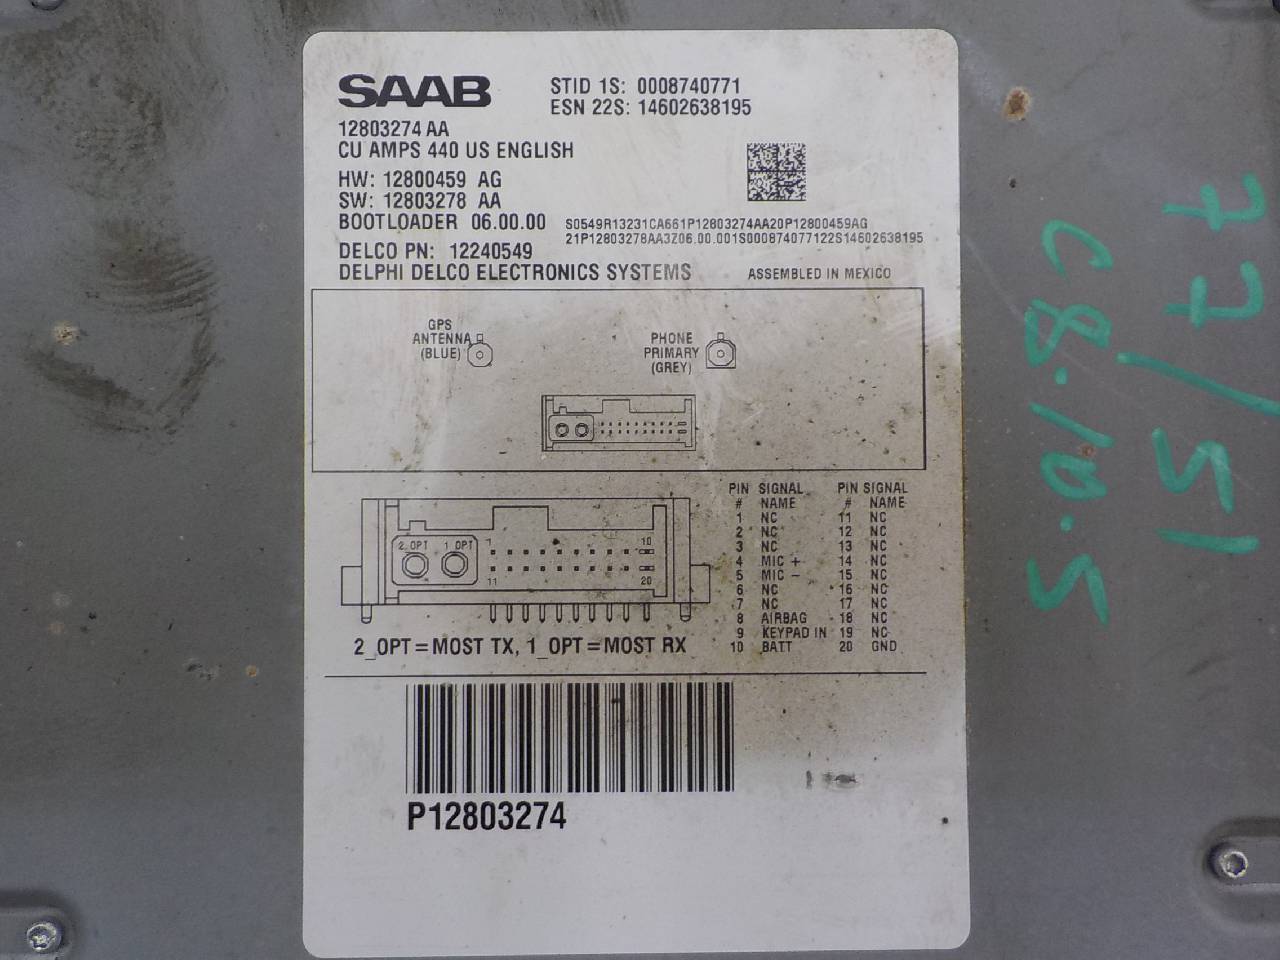 SAAB
STID 1S: 0008740771
ESN 22S: 14602638195
12803274 AA
CU AMPS 440 US ENGLISH
HW: 12800459 AG
SW: 12803278 AA
BOOTLOADER 06.00.00
S0549R13231CA661P12803274AA20P12800459AG
21P12803278AA3Z06.00.001S000874077122S14602638195
DELCO PN: 12240549
DELPHI DELCO ELECTRONICS SYSTEMS
ASSEMBLED IN MEXICO
GPS
ANTENNA
(BLUE)
PHONE
PRIMARY
(GREY)
2_OPT
1_OPT
1
10
11
20
2_OPT=MOST TX, 1_OPT=MOST RX
PIN SIGNAL PIN SIGNAL
# NAME # NAME
1 NC 11 NC
2 NC 12 NC
3 NC 13 NC
4 MIC + 14 NC
5 MIC - 15 NC
6 NC 16 NC
7 NC 17 NC
8 AIRBAG 18 NC
9 KEYPAD IN 19 NC
10 BATT 20 GND
P12803274
77/51
C8-10.5